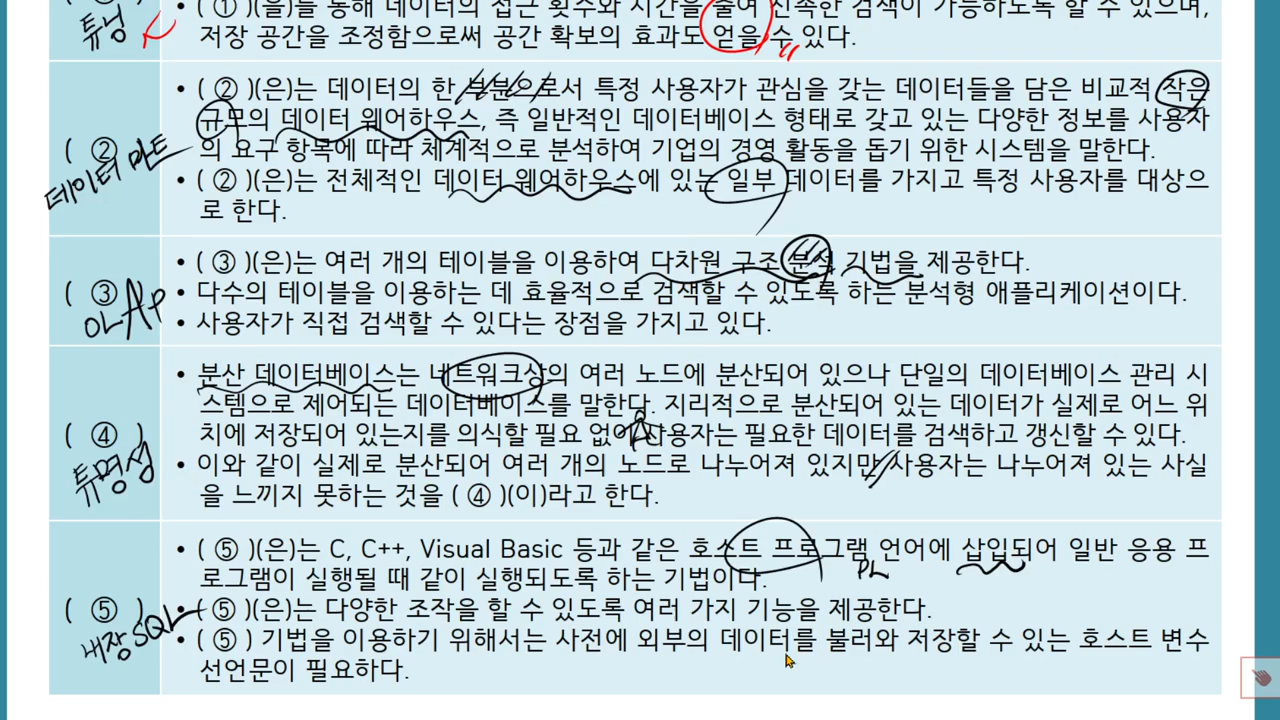 ( ① )(을)를 통해 데이터의 접근 횟수와 시간을 줄여 신속한 검색이 가능하도록 할 수 있으며,
저장 공간을 조정함으로써 공간 확보의 효과도 얻을 수 있다.
튜닝
• ( ② )(은)는 데이터의 한 부분으로서 특정 사용자가 관심을 갖는 데이터들을 담은 비교적 작은
규모의 데이터 웨어하우스, 즉 일반적인 데이터베이스 형태로 갖고 있는 다양한 정보를 사용자
( ② )
의 요구 항목에 따라 체계적으로 분석하여 기업의 경영 활동을 돕기 위한 시스템을 말한다.
데이터 마트
• ( ② )(은)는 전체적인 데이터 웨어하우스에 있는 일부 데이터를 가지고 특정 사용자를 대상으
로 한다.
• ( ③ )(은)는 여러 개의 테이블을 이용하여 다차원 구조 분석 기법을 제공한다.
( ③ )
• 다수의 테이블을 이용하는 데 효율적으로 검색할 수 있도록 하는 분석형 애플리케이션이다.
OLAP
• 사용자가 직접 검색할 수 있다는 장점을 가지고 있다.
• 분산 데이터베이스는 네트워크상의 여러 노드에 분산되어 있으나 단일의 데이터베이스 관리 시
스템으로 제어되는 데이터베이스를 말한다. 지리적으로 분산되어 있는 데이터가 실제로 어느 위
( ④ )
치에 저장되어 있는지를 의식할 필요 없이 사용자는 필요한 데이터를 검색하고 갱신할 수 있다.
투명성
• 이와 같이 실제로 분산되어 여러 개의 노드로 나누어져 있지만 사용자는 나누어져 있는 사실
을 느끼지 못하는 것을 ( ④ )(이)라고 한다.
• ( ⑤ )(은)는 C, C++, Visual Basic 등과 같은 호스트 프로그램 언어에 삽입되어 일반 응용 프
PL
로그램이 실행될 때 같이 실행되도록 하는 기법이다.
( ⑤ )
• ( ⑤ )(은)는 다양한 조작을 할 수 있도록 여러 가지 기능을 제공한다.
내장SQL
• ( ⑤ ) 기법을 이용하기 위해서는 사전에 외부의 데이터를 불러와 저장할 수 있는 호스트 변수
선언문이 필요하다.